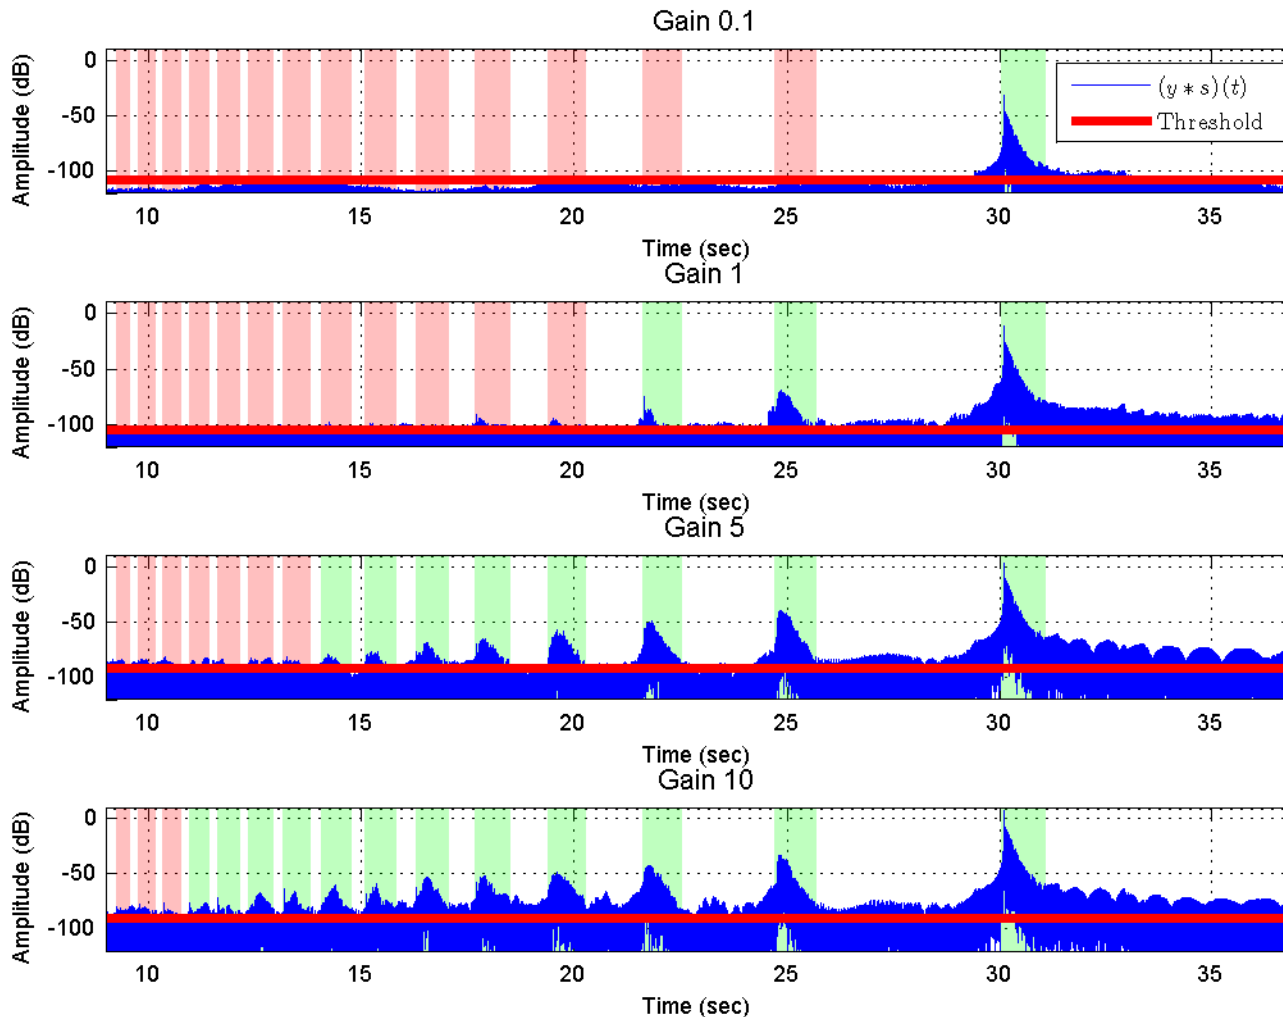 Gain 0.1
Amplitude (dB)
0
-50
-100
(y * s)(t)
Threshold
10 15 20 25 30 35
Time (sec)
Gain 1
Amplitude (dB)
0
-50
-100
10 15 20 25 30 35
Time (sec)
Gain 5
Amplitude (dB)
0
-50
-100
10 15 20 25 30 35
Time (sec)
Gain 10
Amplitude (dB)
0
-50
-100
10 15 20 25 30 35
Time (sec)